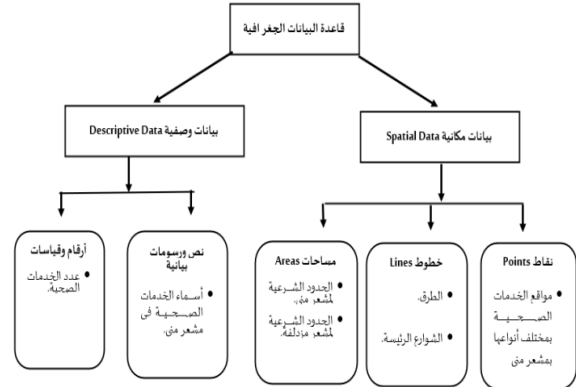 قاعدة البيانات الجغرافية
بيانات مكانية Spatial Data
بيانات وصفية Descriptive Data
نقاط Points
• مواقع الخدمات
الصحية
بمختلف أنواعها
بمشعر منى
خطوط Lines
• الطرق.
• الشوارع الرئيسة.
مساحات Areas
• الحدود الشرعية
لمشعر منى.
• الحدود الشرعية
لمشعر مزدلفة.
نص ورسومات
بيانية
• أسماء الخدمات
الصحية فى
مشعر منى.
أرقام وقياسات
• عدد الخدمات
الصحية.